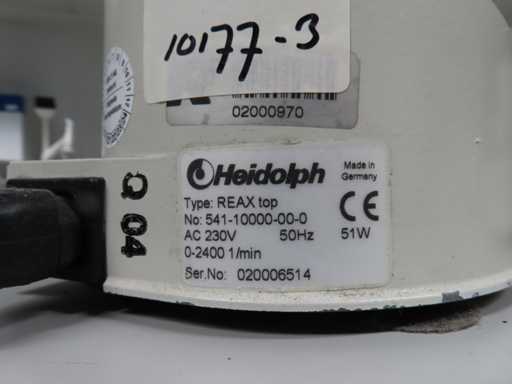 10177-3
02000970
Heidolph
Made in
Germany
Type: REAX top
No: 541-10000-00-0
AC 230V 50Hz 51W
CE
0-2400 1/min
Ser.No: 020006514
Q 04